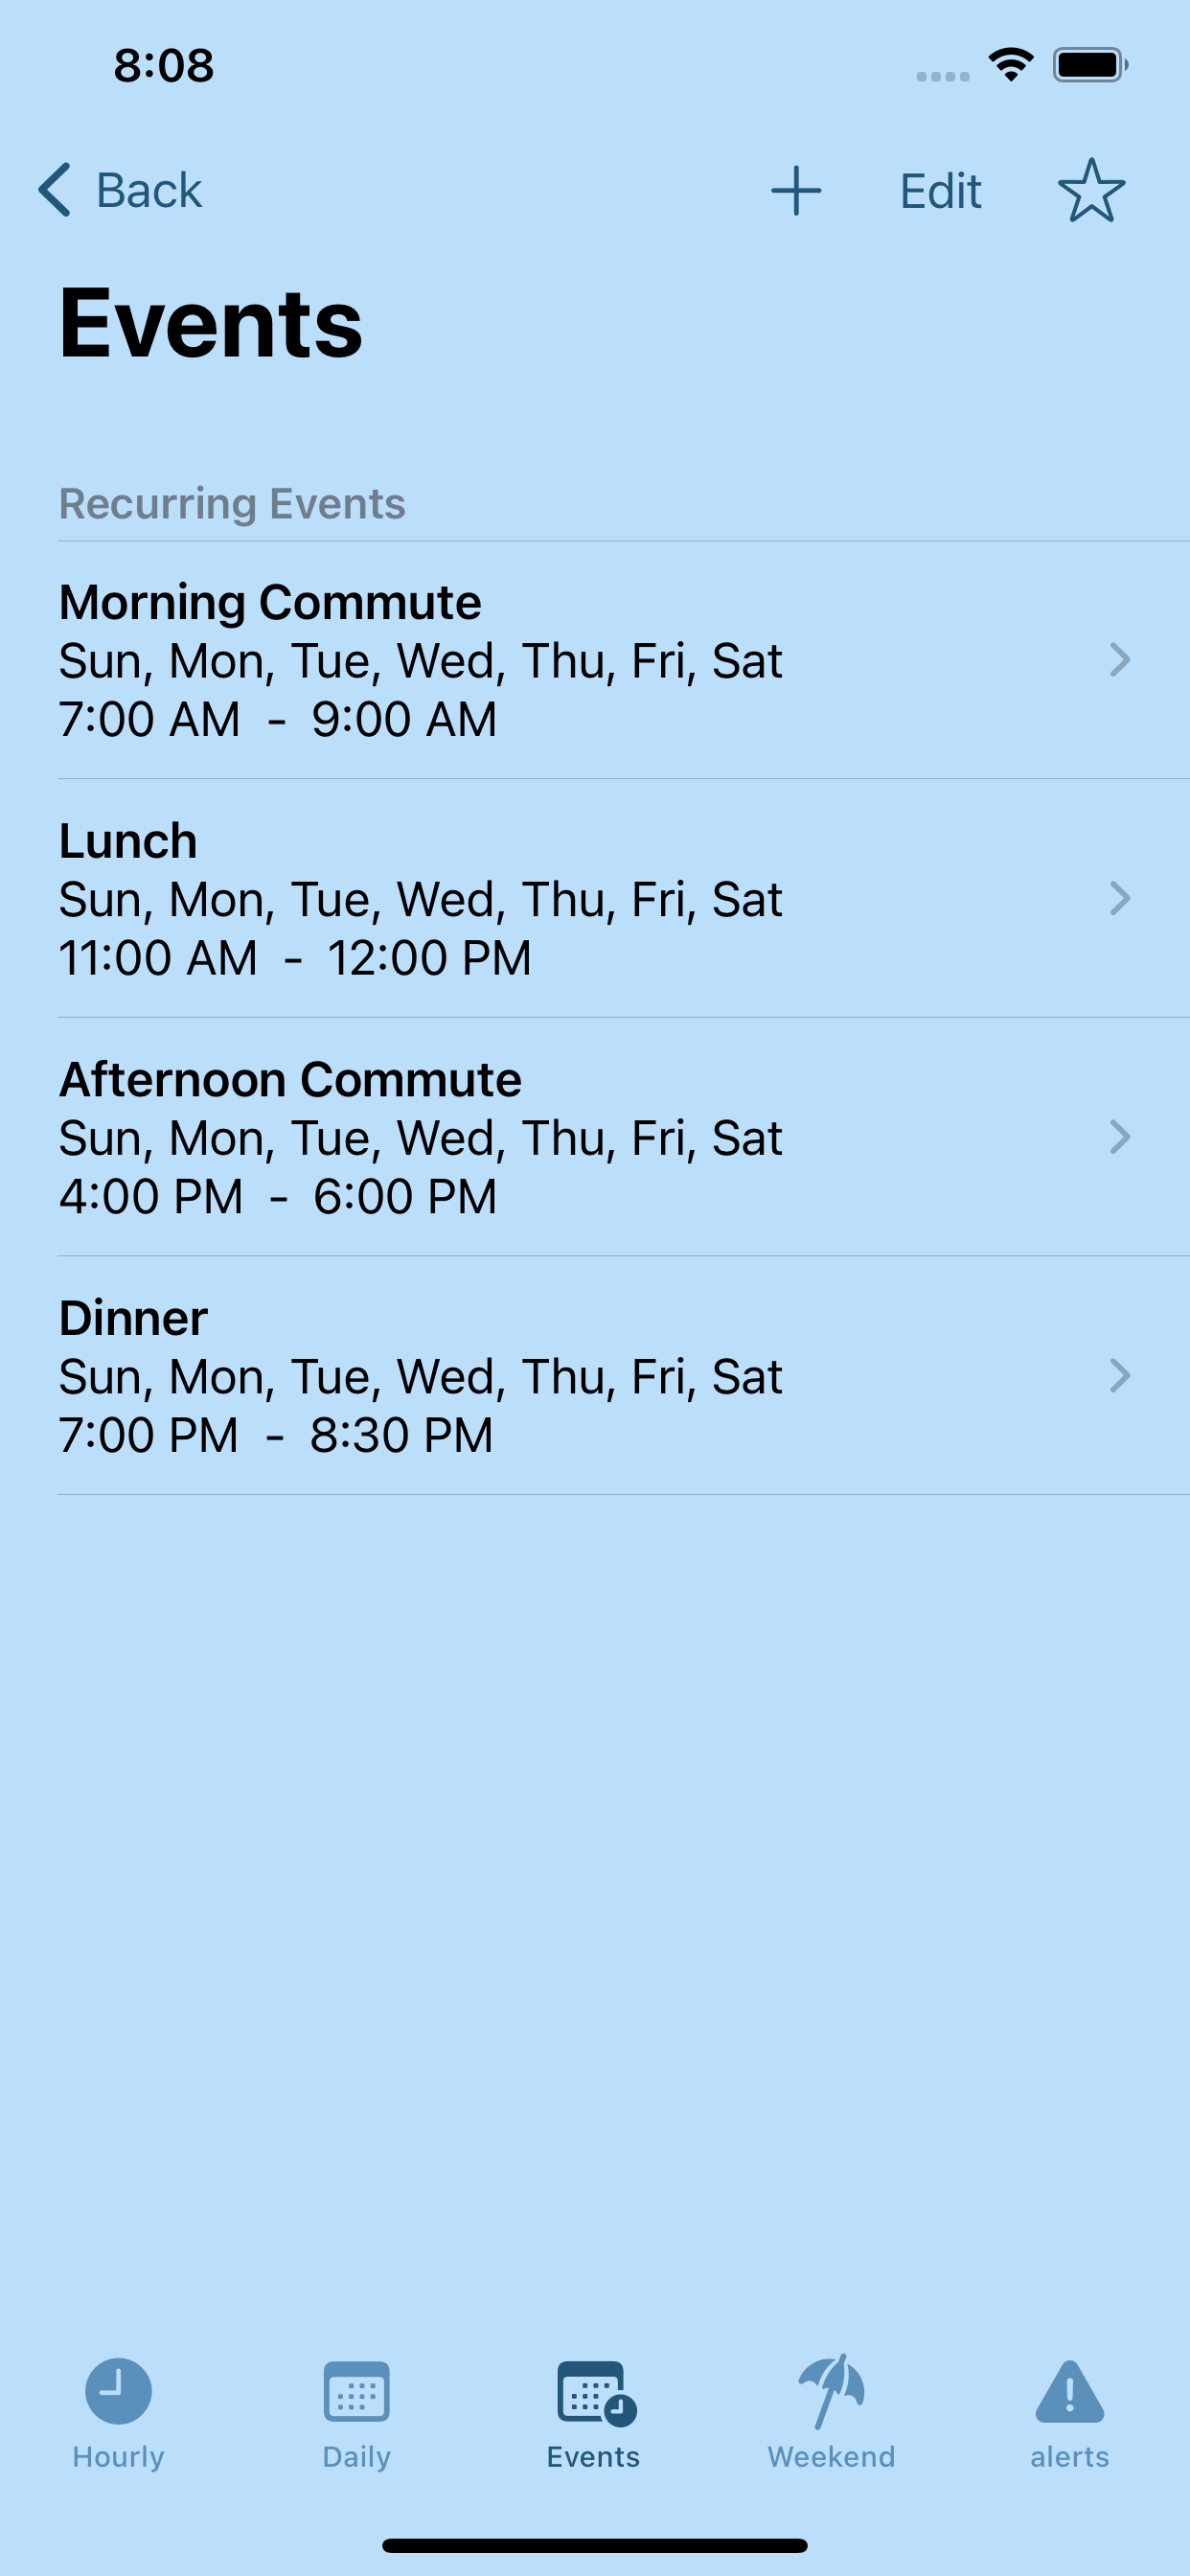 8:08
Back
Edit
Events
Recurring Events
Morning Commute
Sun, Mon, Tue, Wed, Thu, Fri, Sat
7:00 AM - 9:00 AM
Lunch
Sun, Mon, Tue, Wed, Thu, Fri, Sat
11:00 AM - 12:00 PM
Afternoon Commute
Sun, Mon, Tue, Wed, Thu, Fri, Sat
4:00 PM - 6:00 PM
Dinner
Sun, Mon, Tue, Wed, Thu, Fri, Sat
7:00 PM - 8:30 PM
Hourly
Daily
Events
Weekend
alerts